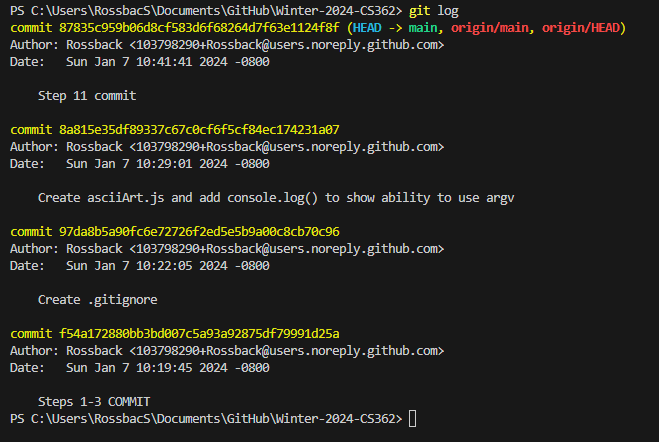 PS C:\Users\RossbacS\Documents\GitHub\Winter-2024-CS362> git log
commit 87835c959b06d8cf583d6f68264d7f63e1124f8f (HEAD -> main, origin/main, origin/HEAD)
Author: Rossback <103798290+Rossback@users.noreply.github.com>
Date:   Sun Jan 7 10:41:41 2024 -0800
    Step 11 commit
commit 8a815e35df89337c67c0cf6f5cf84ec174231a07
Author: Rossback <103798290+Rossback@users.noreply.github.com>
Date:   Sun Jan 7 10:29:01 2024 -0800
    Create asciiArt.js and add console.log() to show ability to use argv
commit 97da8b5a90fc6e72726f2ed5e5b9a00c8cb70c96
Author: Rossback <103798290+Rossback@users.noreply.github.com>
Date:   Sun Jan 7 10:22:05 2024 -0800
    Create .gitignore
commit f54a172880bb3bd007c5a93a92875df79991d25a
Author: Rossback <103798290+Rossback@users.noreply.github.com>
Date:   Sun Jan 7 10:19:45 2024 -0800
    Steps 1-3 COMMIT
PS C:\Users\RossbacS\Documents\GitHub\Winter-2024-CS362>